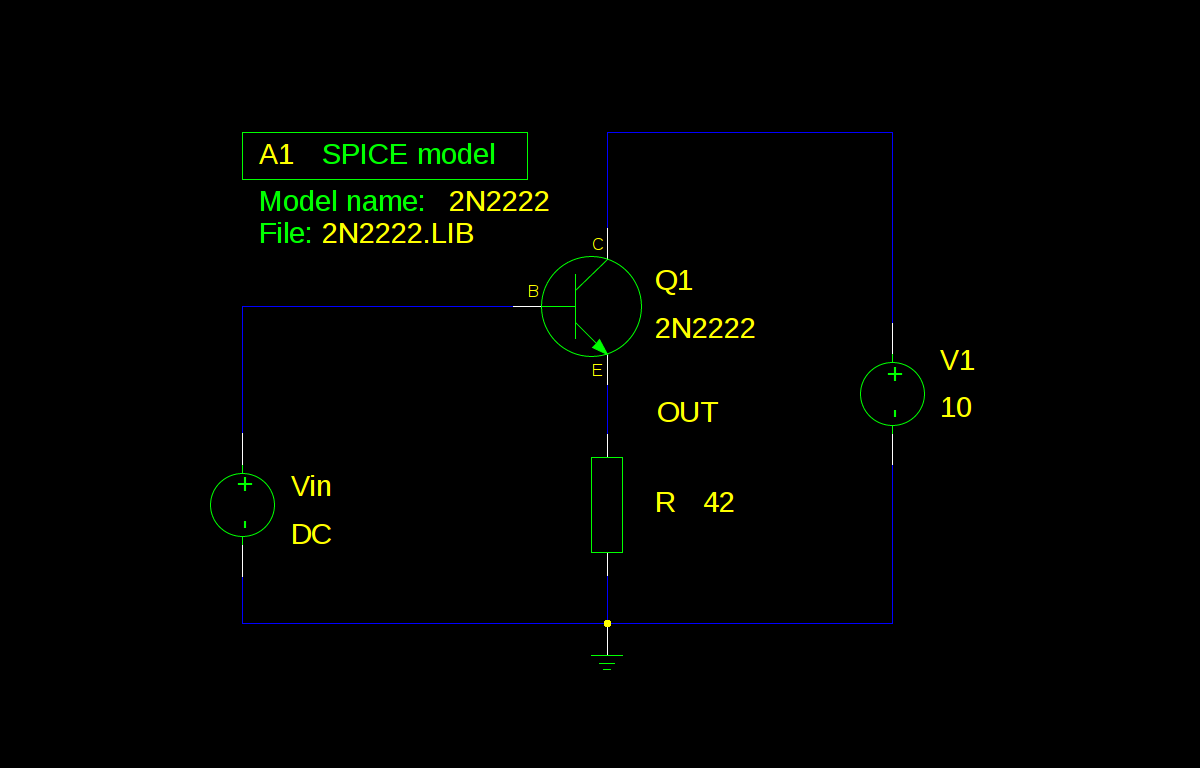 A1 SPICE model
Model name: 2N2222
File: 2N2222.LIB
C
B
Q1
2N2222
E
V1
10
OUT
Vin
DC
R 42